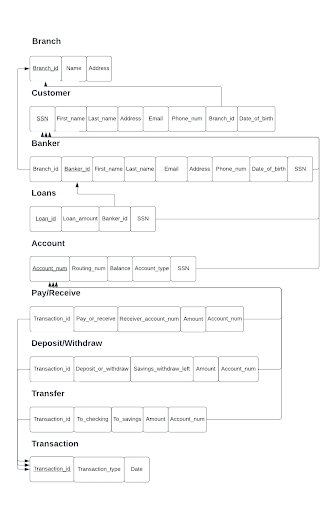 Branch
Branch_id Name Address
Customer
SSN First_name Last_name Address Email Phone_num Branch_id Date_of_birth
Banker
Branch_id Banker_id First_name Last_name Email Address Phone_num Date_of_birth SSN
Loans
Loan_id Loan_amount Banker_id SSN
Account
Account_num Routing_num Balance Account_type SSN
Pay/Receive
Transaction_id Pay_or_receive Receiver_account_num Amount Account_num
Deposit/Withdraw
Transaction_id Deposit_or_withdraw Savings_withdraw_left Amount Account_num
Transfer
Transaction_id To_checking To_savings Amount Account_num
Transaction
Transaction_id Transaction_type Date